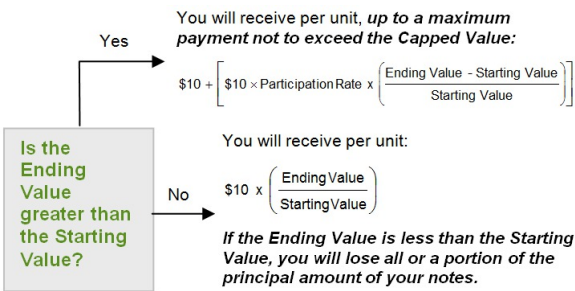 You will receive per unit, up to a maximum
Yes
payment not to exceed the Capped Value:
$10 + [ $10 × Participation Rate x ( Ending Value - Starting Value / Starting Value ) ]
Is the
Ending
Value
greater than
the Starting
Value?
You will receive per unit:
No
$10 x ( Ending Value / Starting Value )
If the Ending Value is less than the Starting
Value, you will lose all or a portion of the
principal amount of your notes.